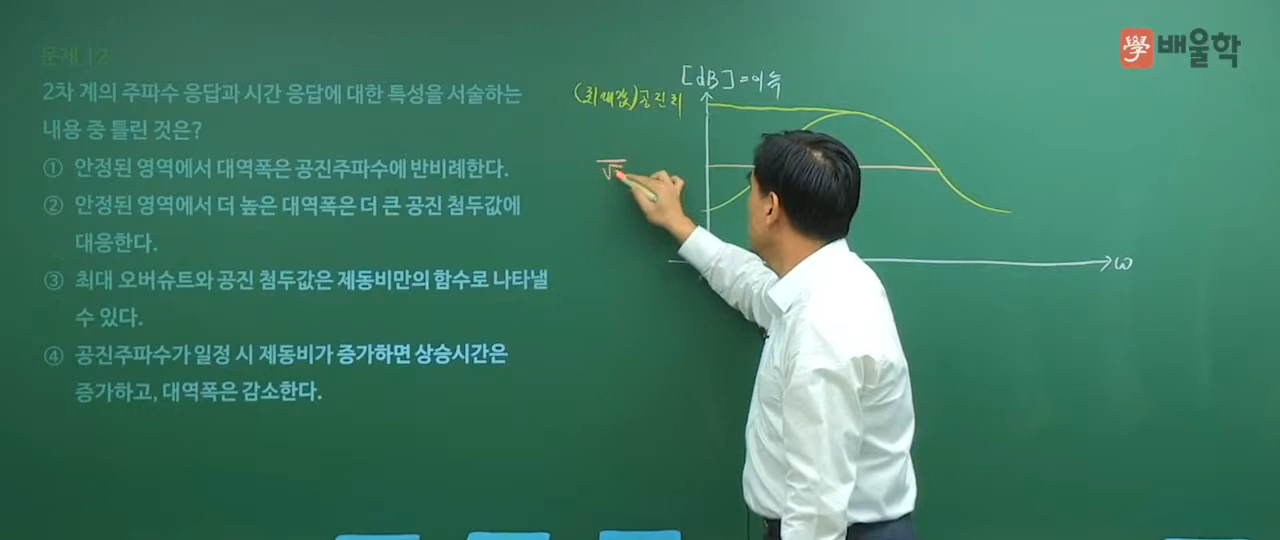 문제 12
2차 계의 주파수 응답과 시간 응답에 대한 특성을 서술하는
내용 중 틀린 것은?
① 안정된 영역에서 대역폭은 공진주파수에 반비례한다.
② 안정된 영역에서 더 높은 대역폭은 더 큰 공진 첨두값에
대응한다.
③ 최대 오버슈트와 공진 첨두값은 제동비만의 함수로 나타낼
수 있다.
④ 공진주파수가 일정 시 제동비가 증가하면 상승시간은
증가하고, 대역폭은 감소한다.
學 배울학
[dB]=이득
(최대값)공진
√
ω